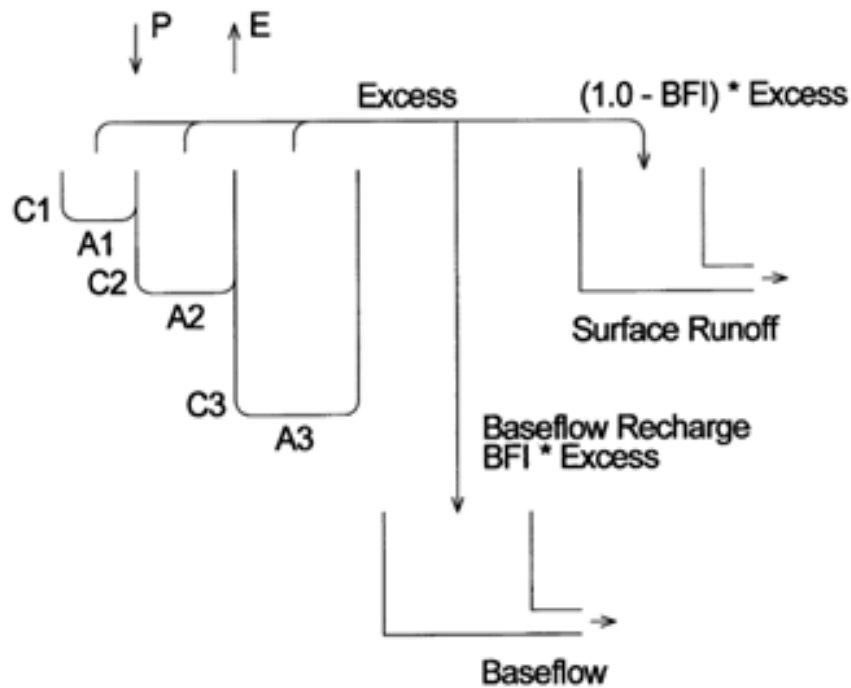 P
E
Excess
(1.0 - BFI) * Excess
C1
A1
C2
A2
Surface Runoff
C3
A3
Baseflow Recharge
BFI * Excess
Baseflow